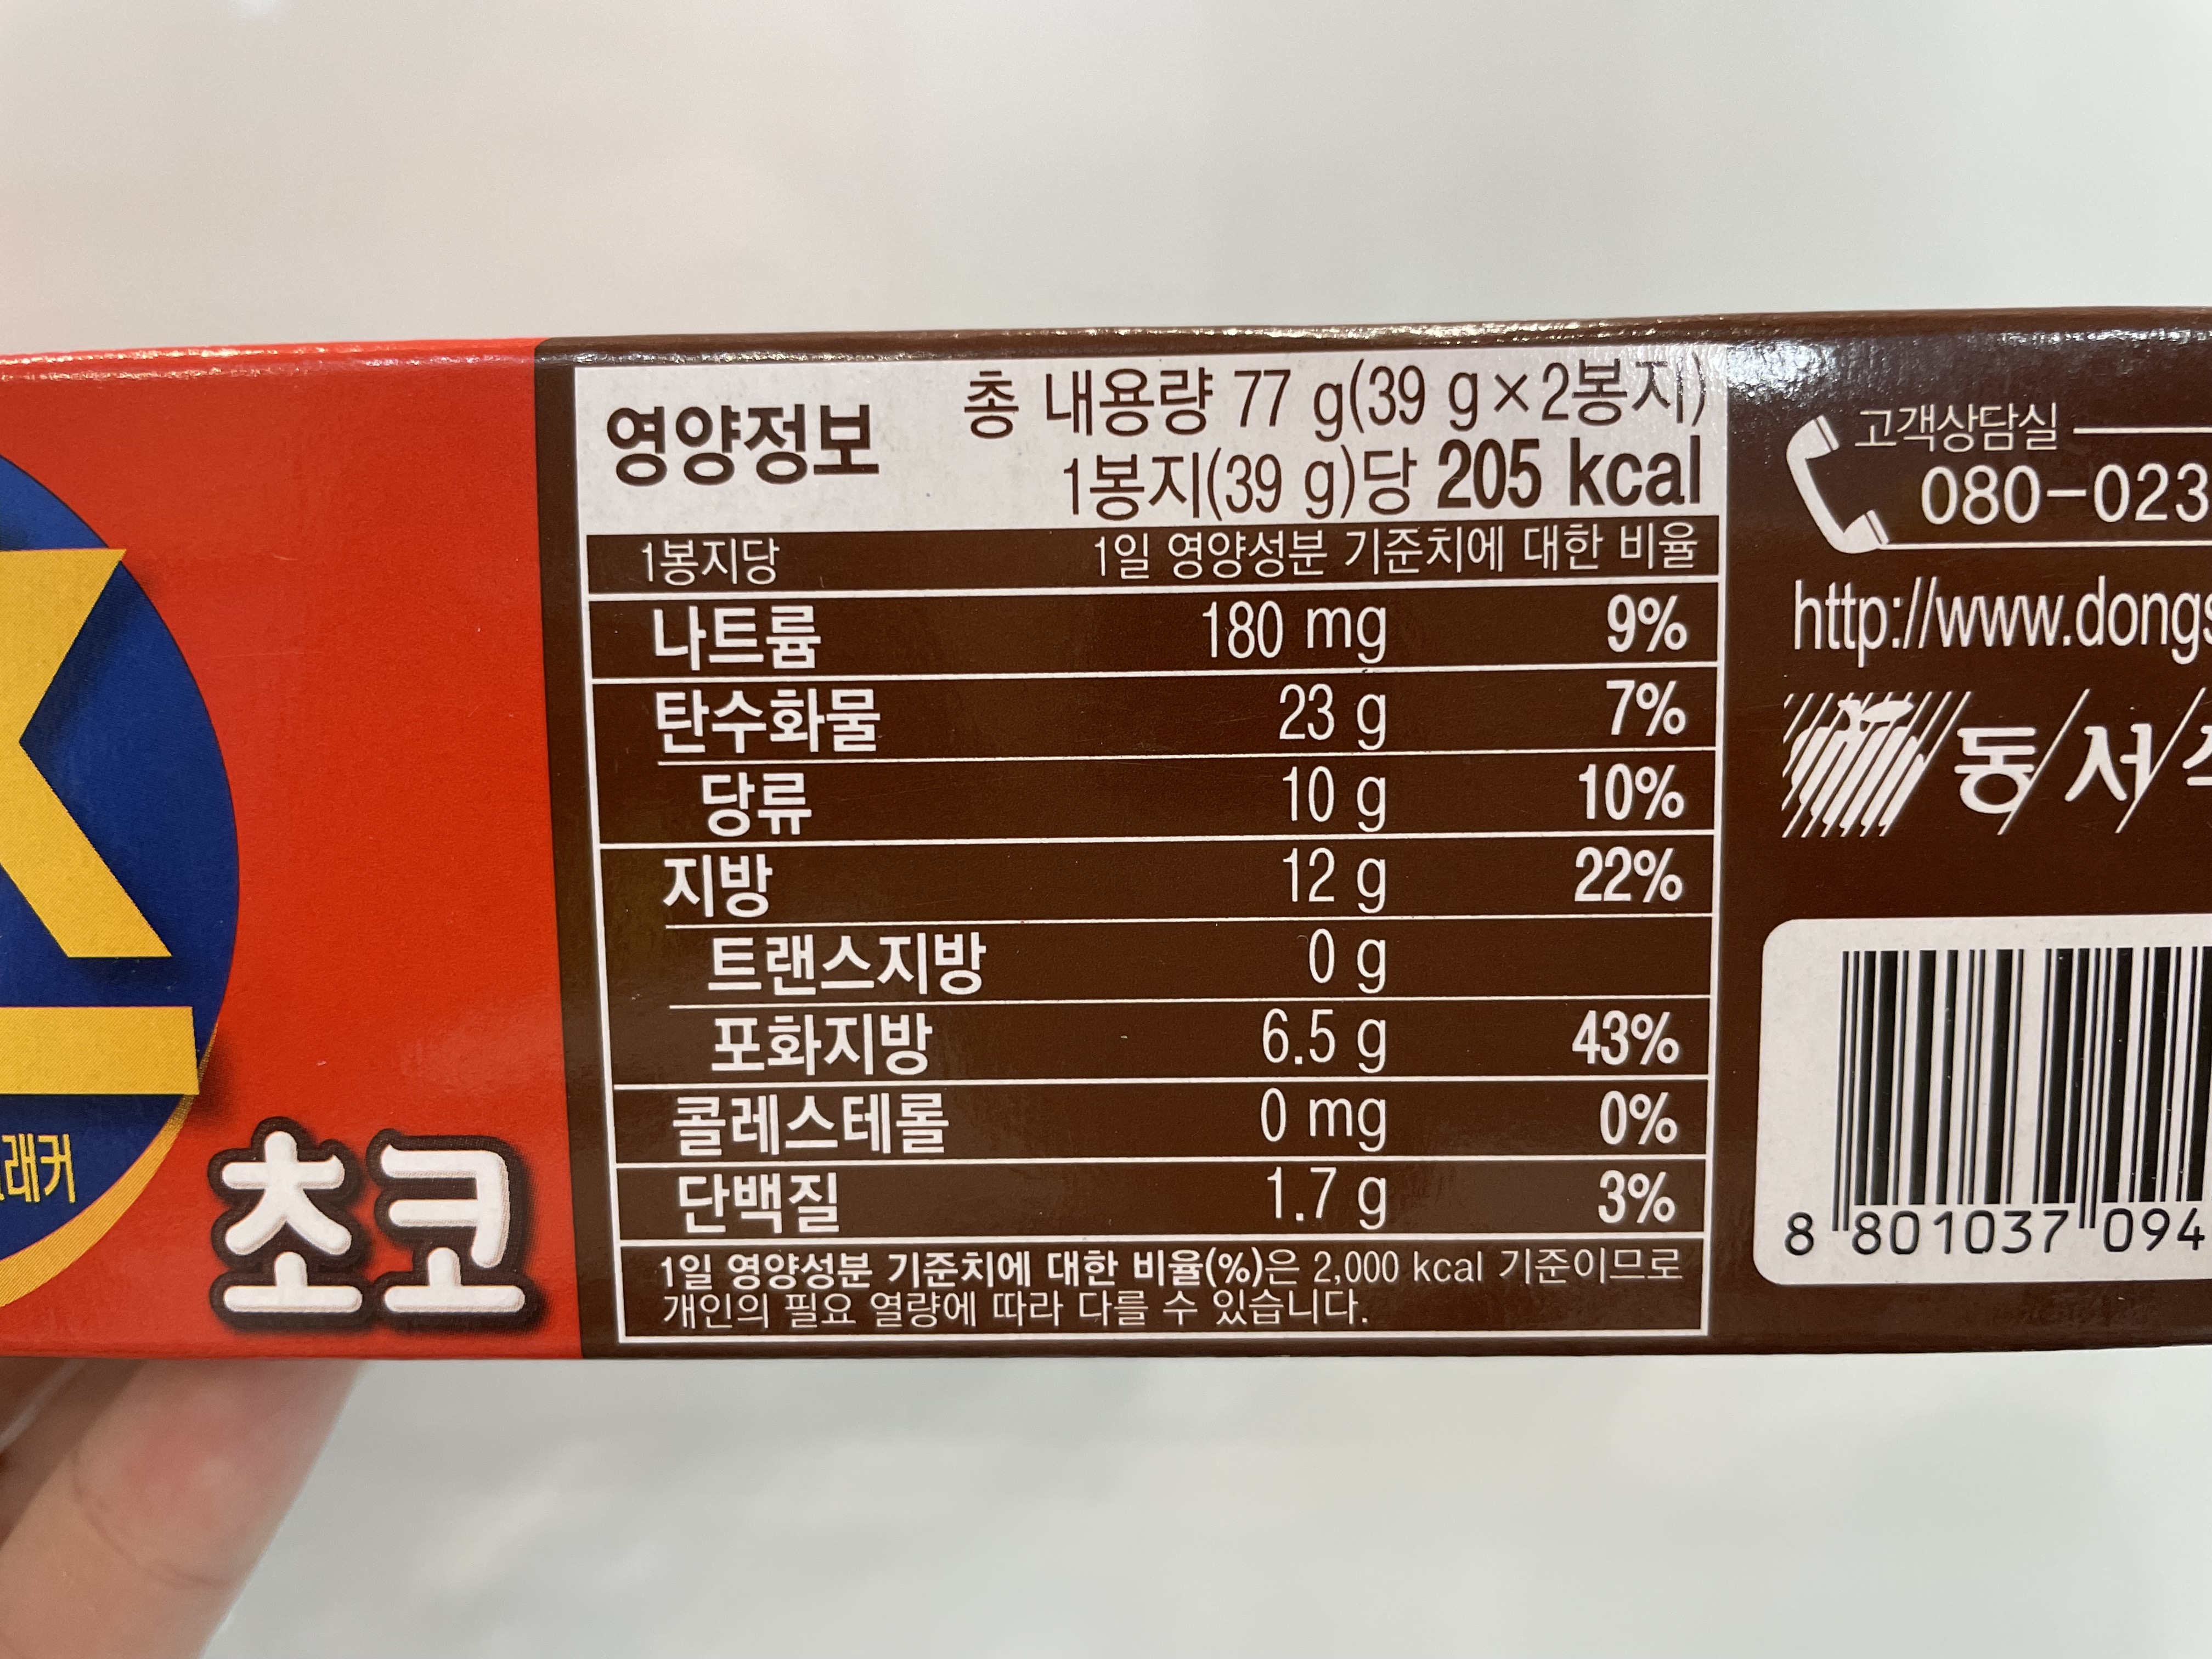 래커
초코
영양정보
총 내용량 77 g(39 g×2봉지)
1봉지(39 g)당 205 kcal
1봉지당 1일 영양성분 기준치에 대한 비율
나트륨 180 mg 9%
탄수화물 23 g 7%
당류 10 g 10%
지방 12 g 22%
트랜스지방 0 g
포화지방 6.5 g 43%
콜레스테롤 0 mg 0%
단백질 1.7 g 3%
1일 영양성분 기준치에 대한 비율(%)은 2,000 kcal 기준이므로
개인의 필요 열량에 따라 다를 수 있습니다.
고객상담실
080-023
http://www.dongs
동서
8 801037 094